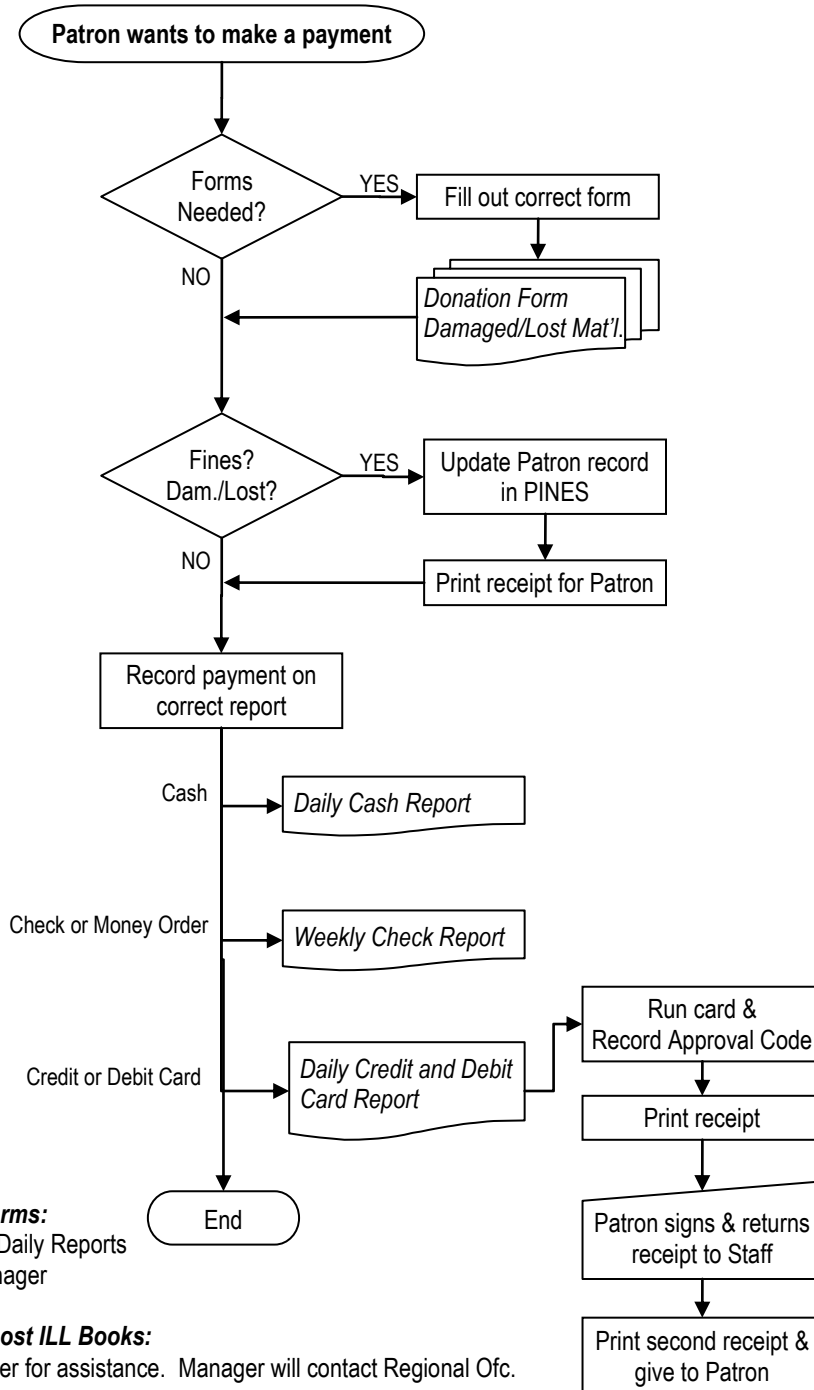 Patron wants to make a payment
Forms
Needed?
YES
Fill out correct form
NO
Donation Form
Damaged/Lost Mat'l.
Fines?
Dam./Lost?
YES
Update Patron record
in PINES
NO
Print receipt for Patron
Record payment on
correct report
Cash
Daily Cash Report
Check or Money Order
Weekly Check Report
Credit or Debit Card
Daily Credit and Debit
Card Report
Run card &
Record Approval Code
Print receipt
Patron signs & returns
receipt to Staff
Print second receipt &
give to Patron
End
Daily Reports
ILL Books:
for assistance. Manager will contact Regional Ofc.